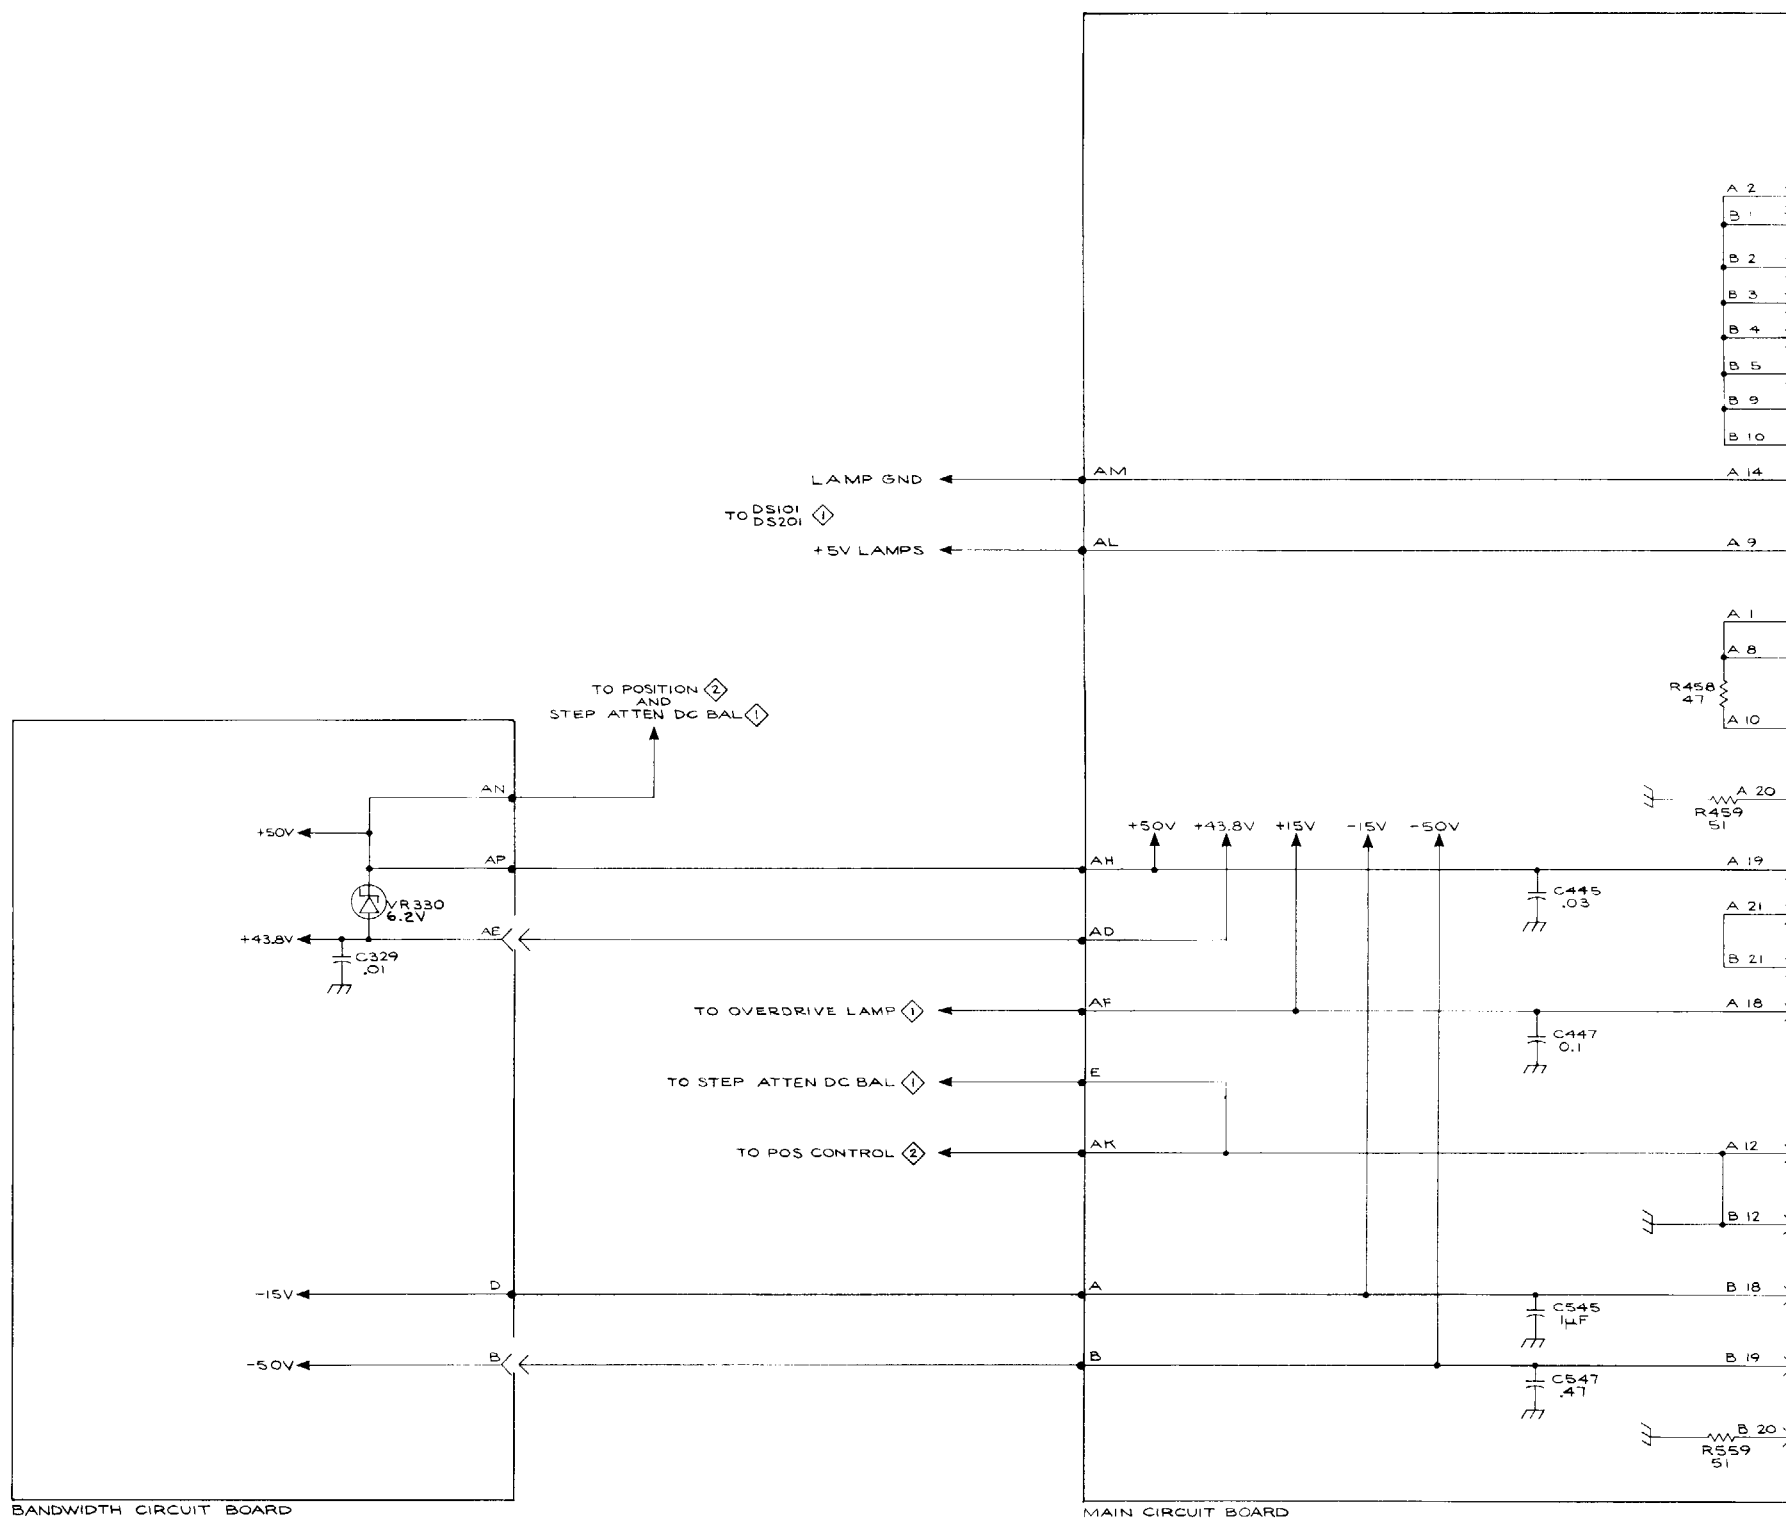 A 2
B 1
B 2
B 3
B 4
B 5
B 9
B 10
LAMP GND
AM
A 14
TO DS101
DS201
1
+5V LAMPS
AL
A 9
A 1
A 8
R458
47
A 10
TO POSITION 2
AND
STEP ATTEN DC BAL 1
AN
+50V
AP
VR330
6.2V
+43.8V
AE
C329
.01
A 20
R459
51
+50V +43.8V +15V -15V -50V
AH
A 19
C445
.03
A 21
AD
B 21
TO OVERDRIVE LAMP 1
AF
A 18
C447
0.1
TO STEP ATTEN DC BAL 1
E
TO POS CONTROL 2
AK
A 12
B 12
-15V
D
A
B 18
C545
1µF
-50V
B
B
B 19
C547
.47
B 20
R559
51
BANDWIDTH CIRCUIT BOARD
MAIN CIRCUIT BOARD